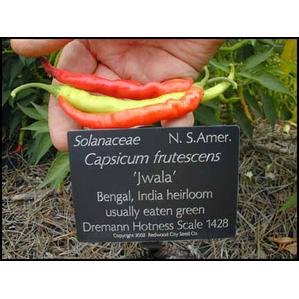 Solanaceae N. S.Amer.
Capsicum frutescens
'Jwala'
Bengal, India heirloom
usually eaten green
Dremann Hotness Scale 1428
Copyright 2002 Redwood City Seed Co.